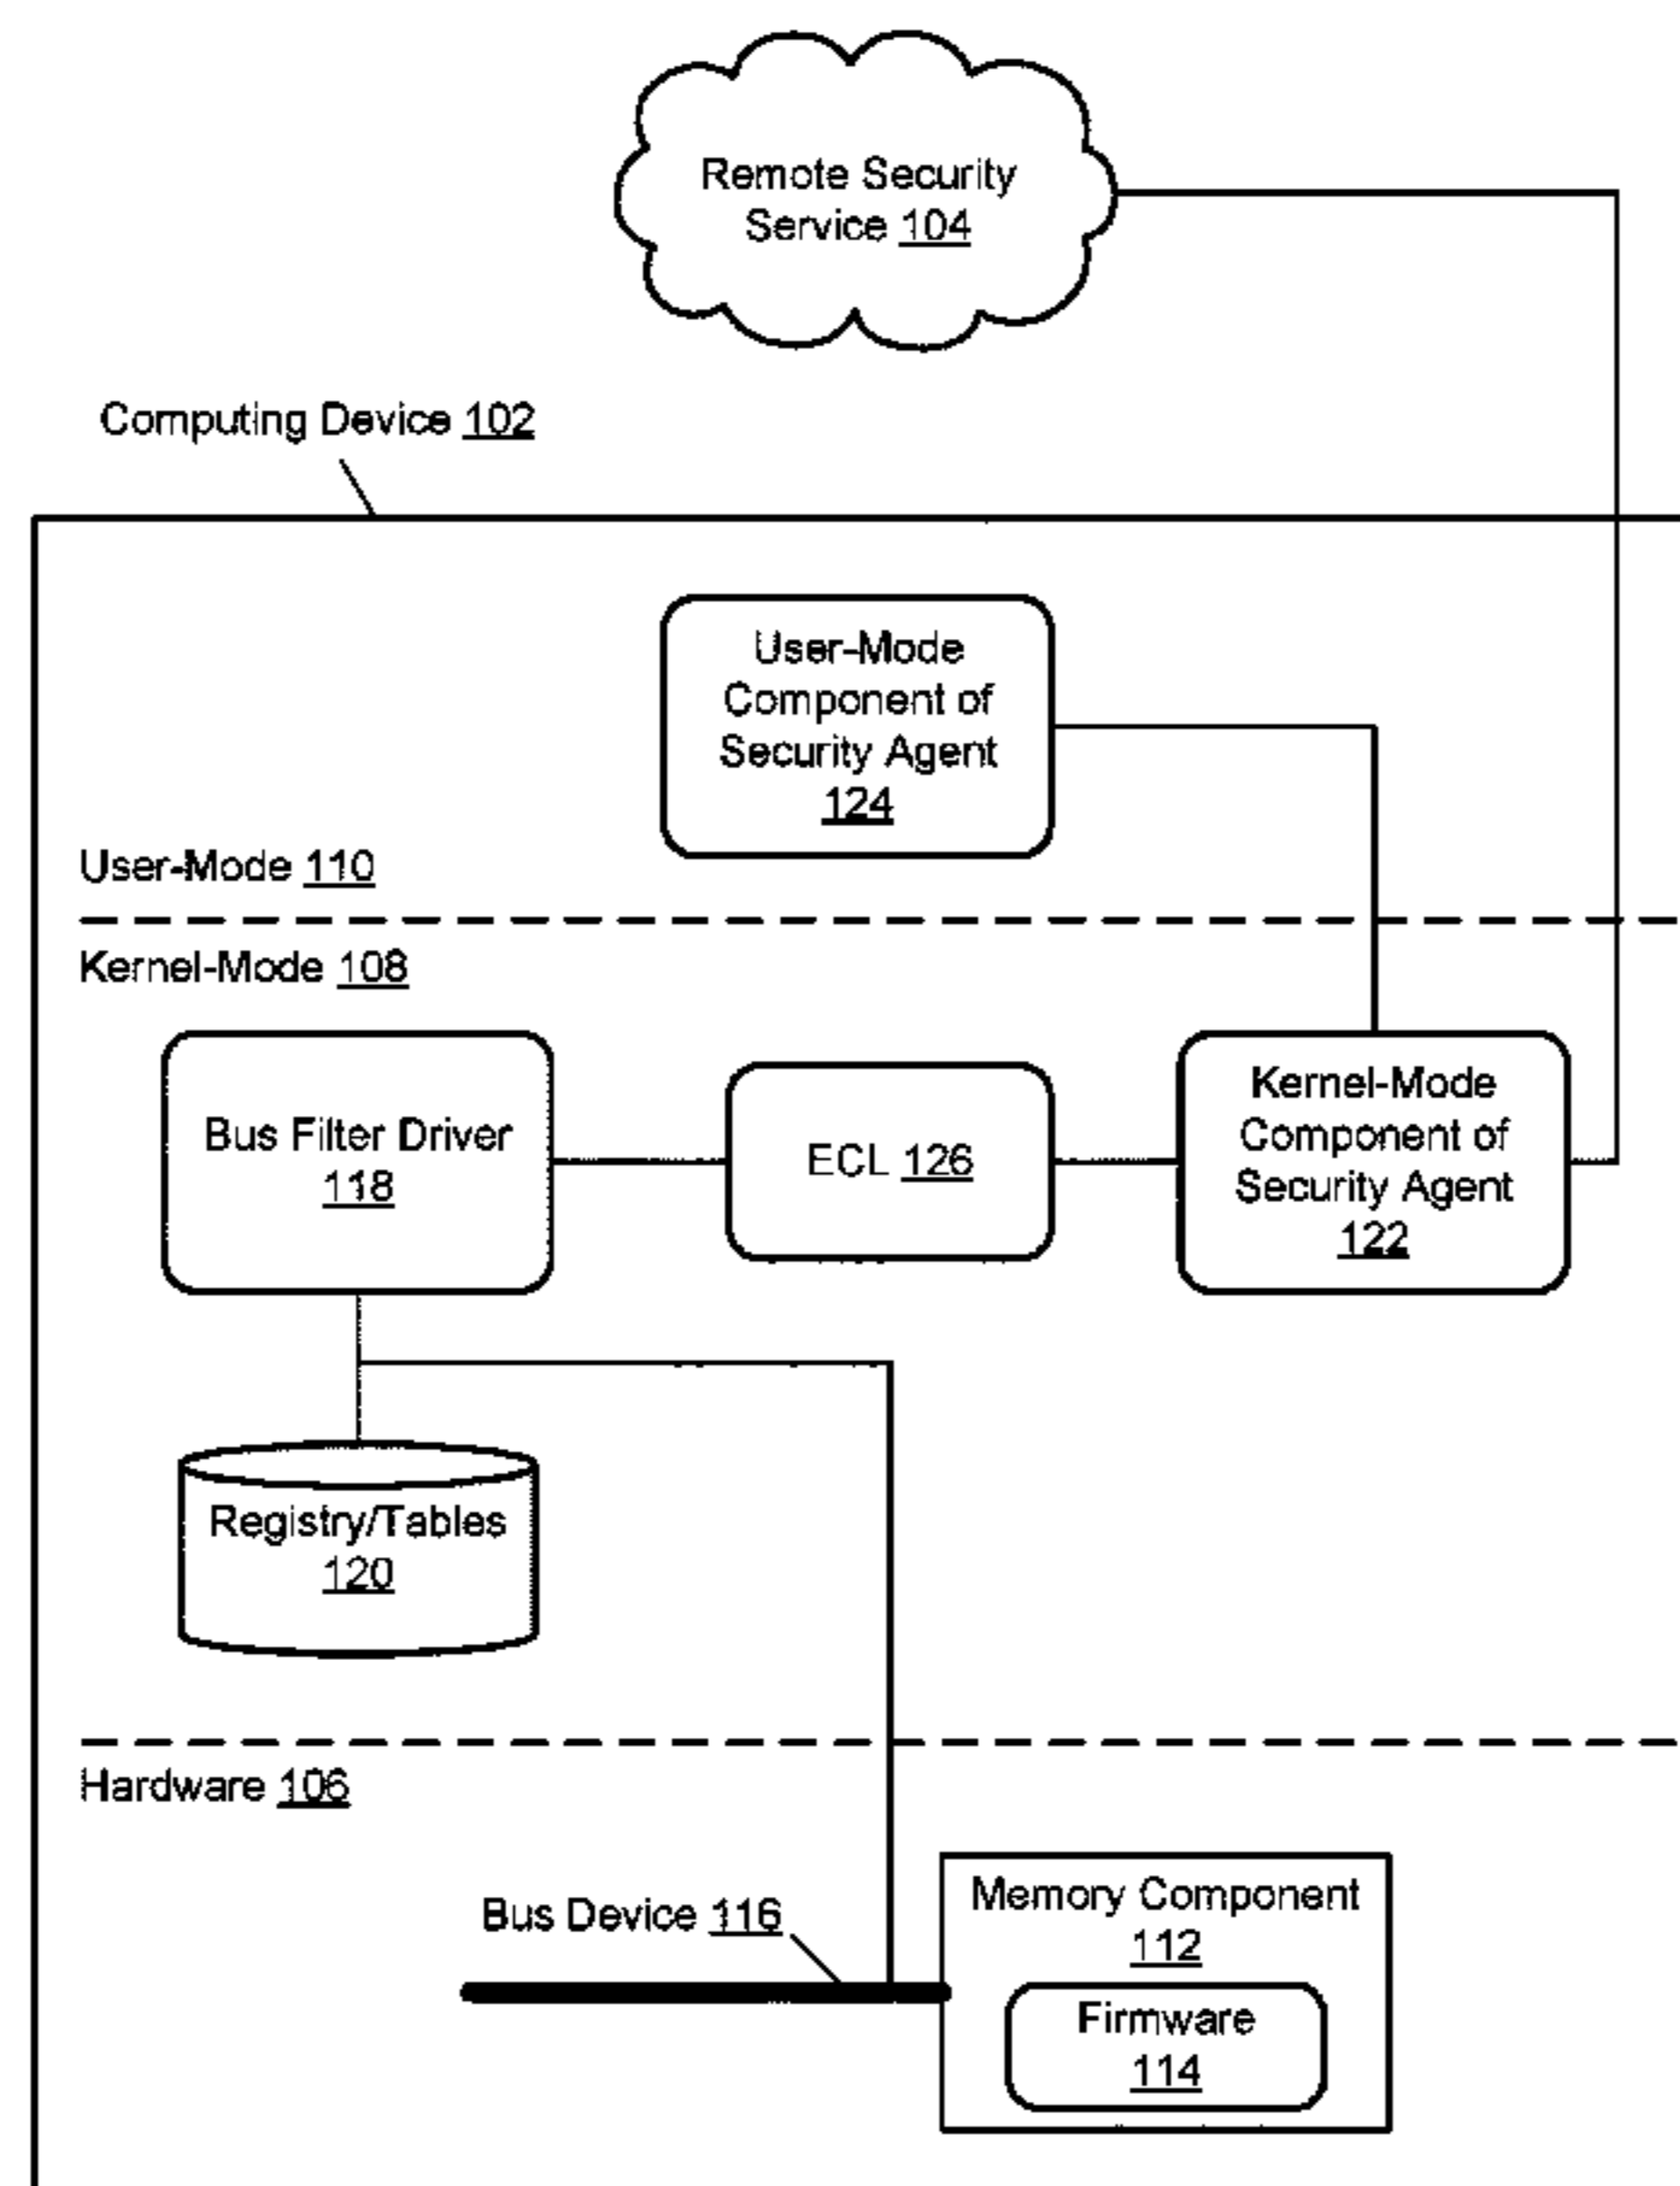 Remote Security
Service 104
Computing Device 102
User-Mode
Component of
Security Agent
124
User-Mode 110
Kernel-Mode 108
Bus Filter Driver
118
ECL 126
Kernel-Mode
Component of
Security Agent
122
Registry/Tables
120
Hardware 106
Bus Device 116
Memory Component
112
Firmware
114